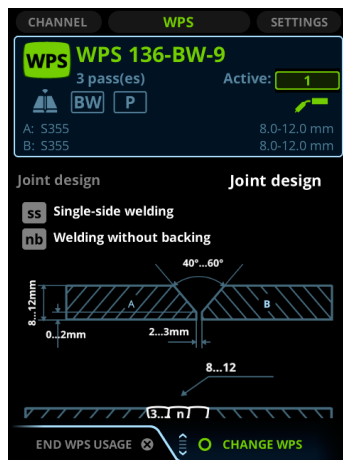 CHANNEL WPS SETTINGS
WPS WPS 136-BW-9
3 pass(es) Active: 1
BW P
A: S355 8.0-12.0 mm
B: S355 8.0-12.0 mm
Joint design Joint design
ss Single-side welding
nb Welding without backing
40°...60°
8...12mm A B
0...2mm 2...3mm
8...12
3... n
END WPS USAGE CHANGE WPS